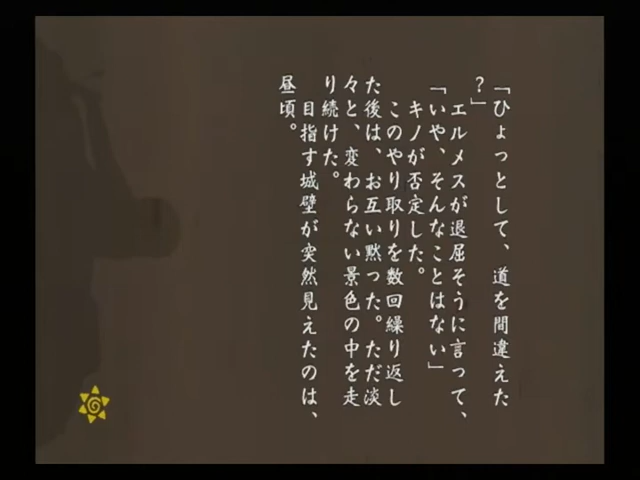 「ひょっとして、道を間違えた
？」
　エルメスが退屈そうに言って、
「いや、そんなことはない」
　キノが否定した。
　このやり取りを数回繰り返し
た後は、お互い黙った。ただ淡
々と、変わらない景色の中を走
り続けた。
　目指す城壁が突然見えたのは、
昼頃。